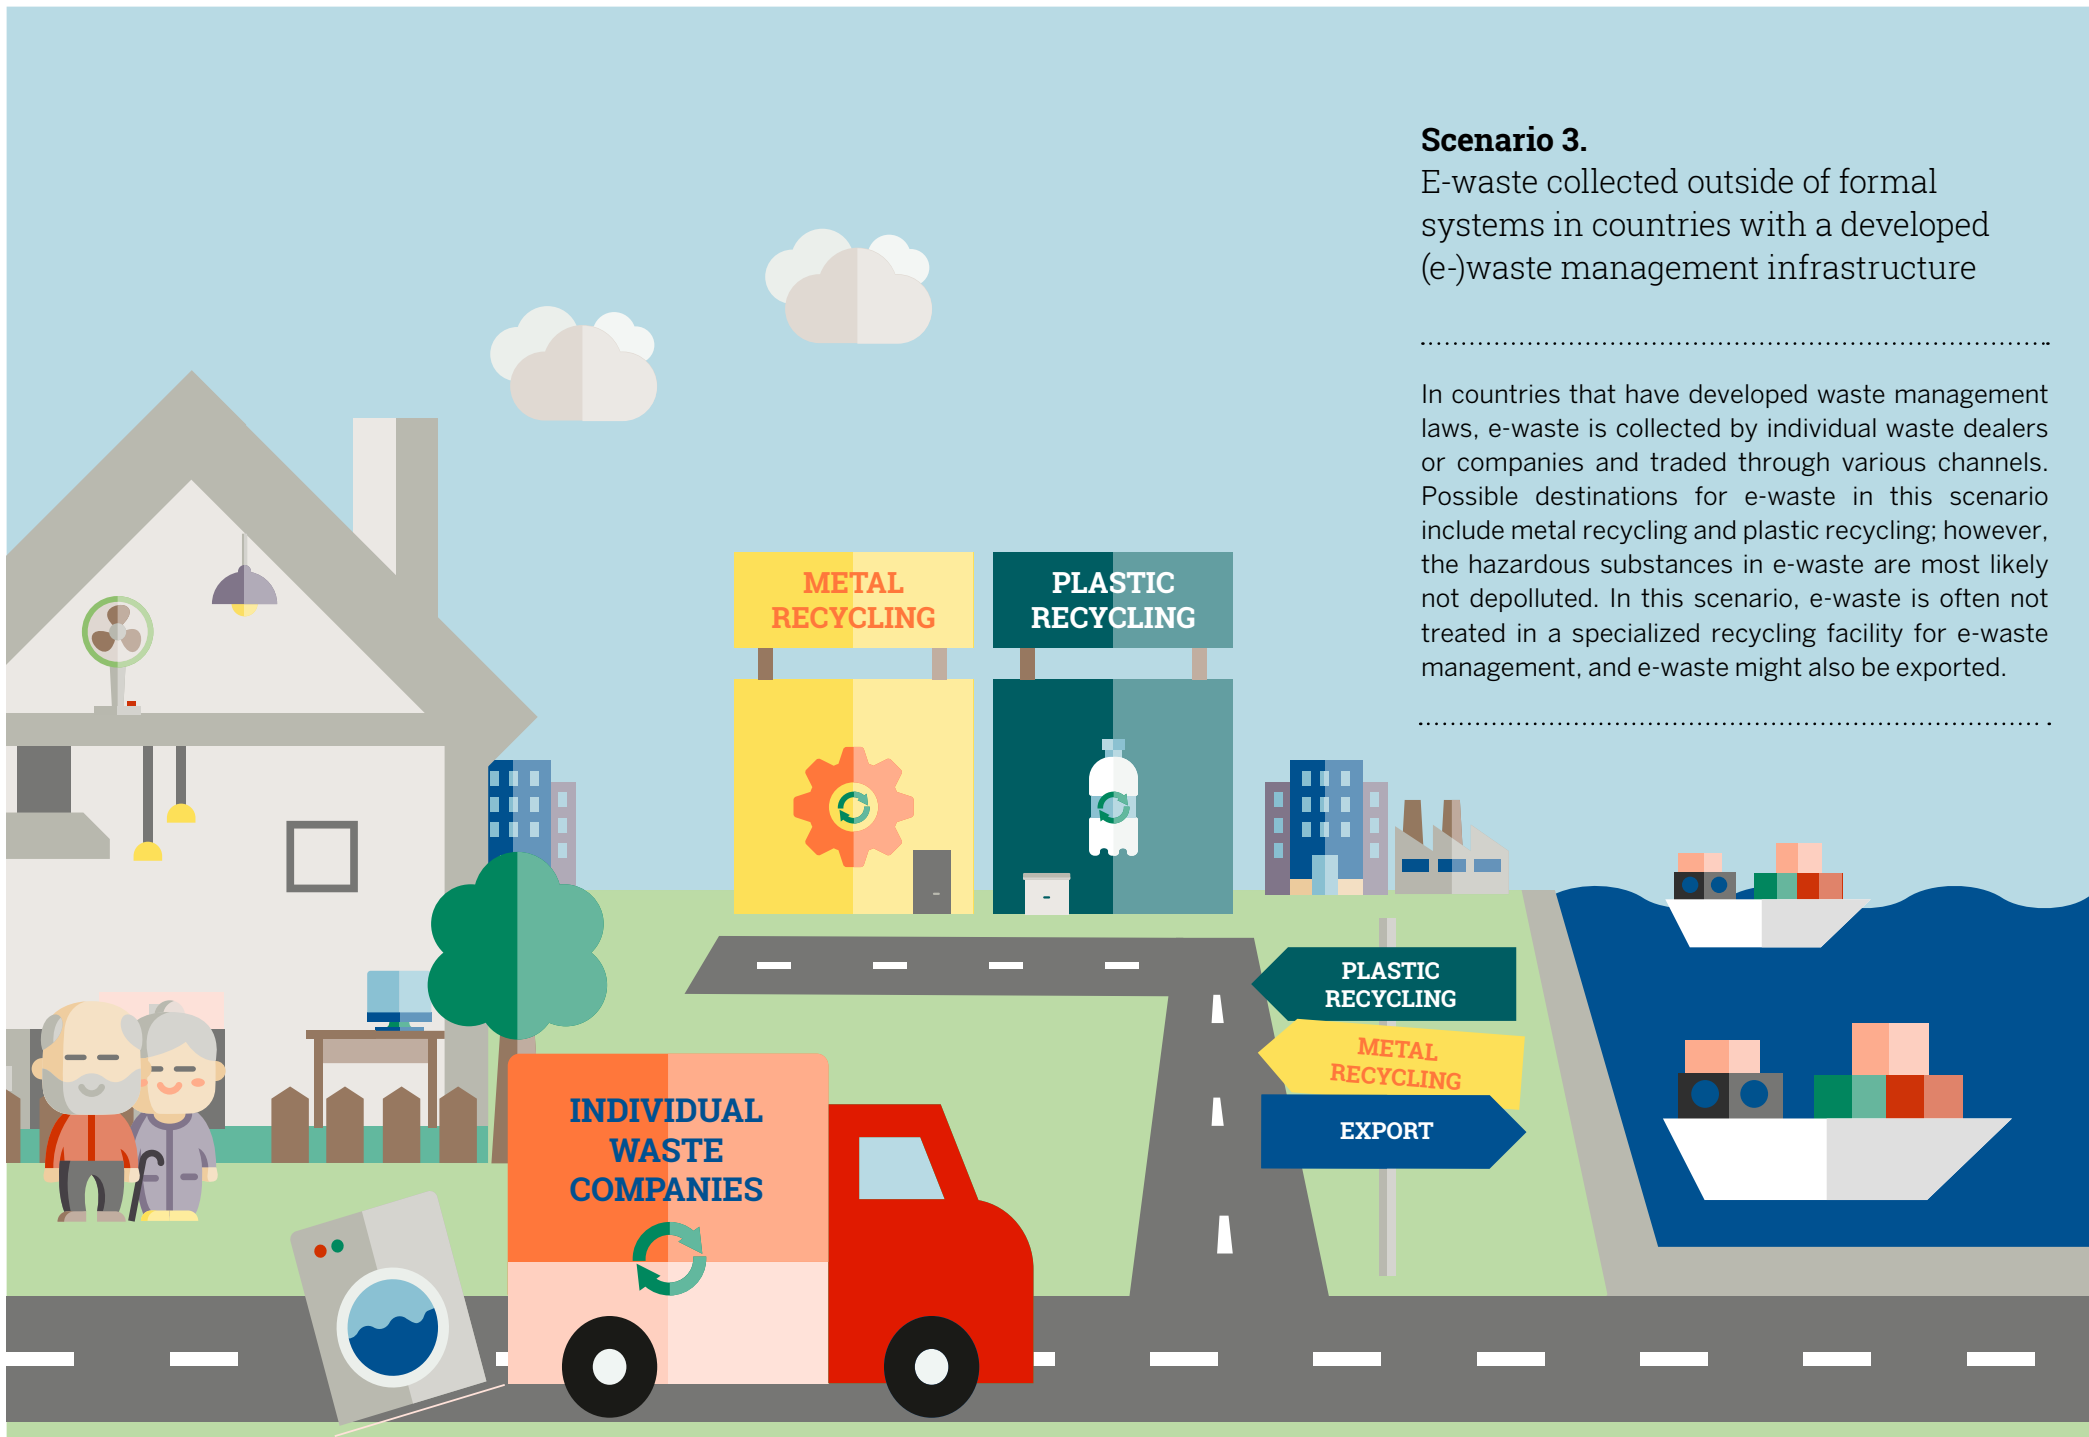 Scenario 3.
E-waste collected outside of formal
systems in countries with a developed
(e-)waste management infrastructure
In countries that have developed waste management
laws, e-waste is collected by individual waste dealers
or companies and traded through various channels.
Possible destinations for e-waste in this scenario
include metal recycling and plastic recycling; however,
the hazardous substances in e-waste are most likely
not depolluted. In this scenario, e-waste is often not
treated in a specialized recycling facility for e-waste
management, and e-waste might also be exported.
METAL
RECYCLING
PLASTIC
RECYCLING
PLASTIC
RECYCLING
METAL
RECYCLING
EXPORT
INDIVIDUAL
WASTE
COMPANIES